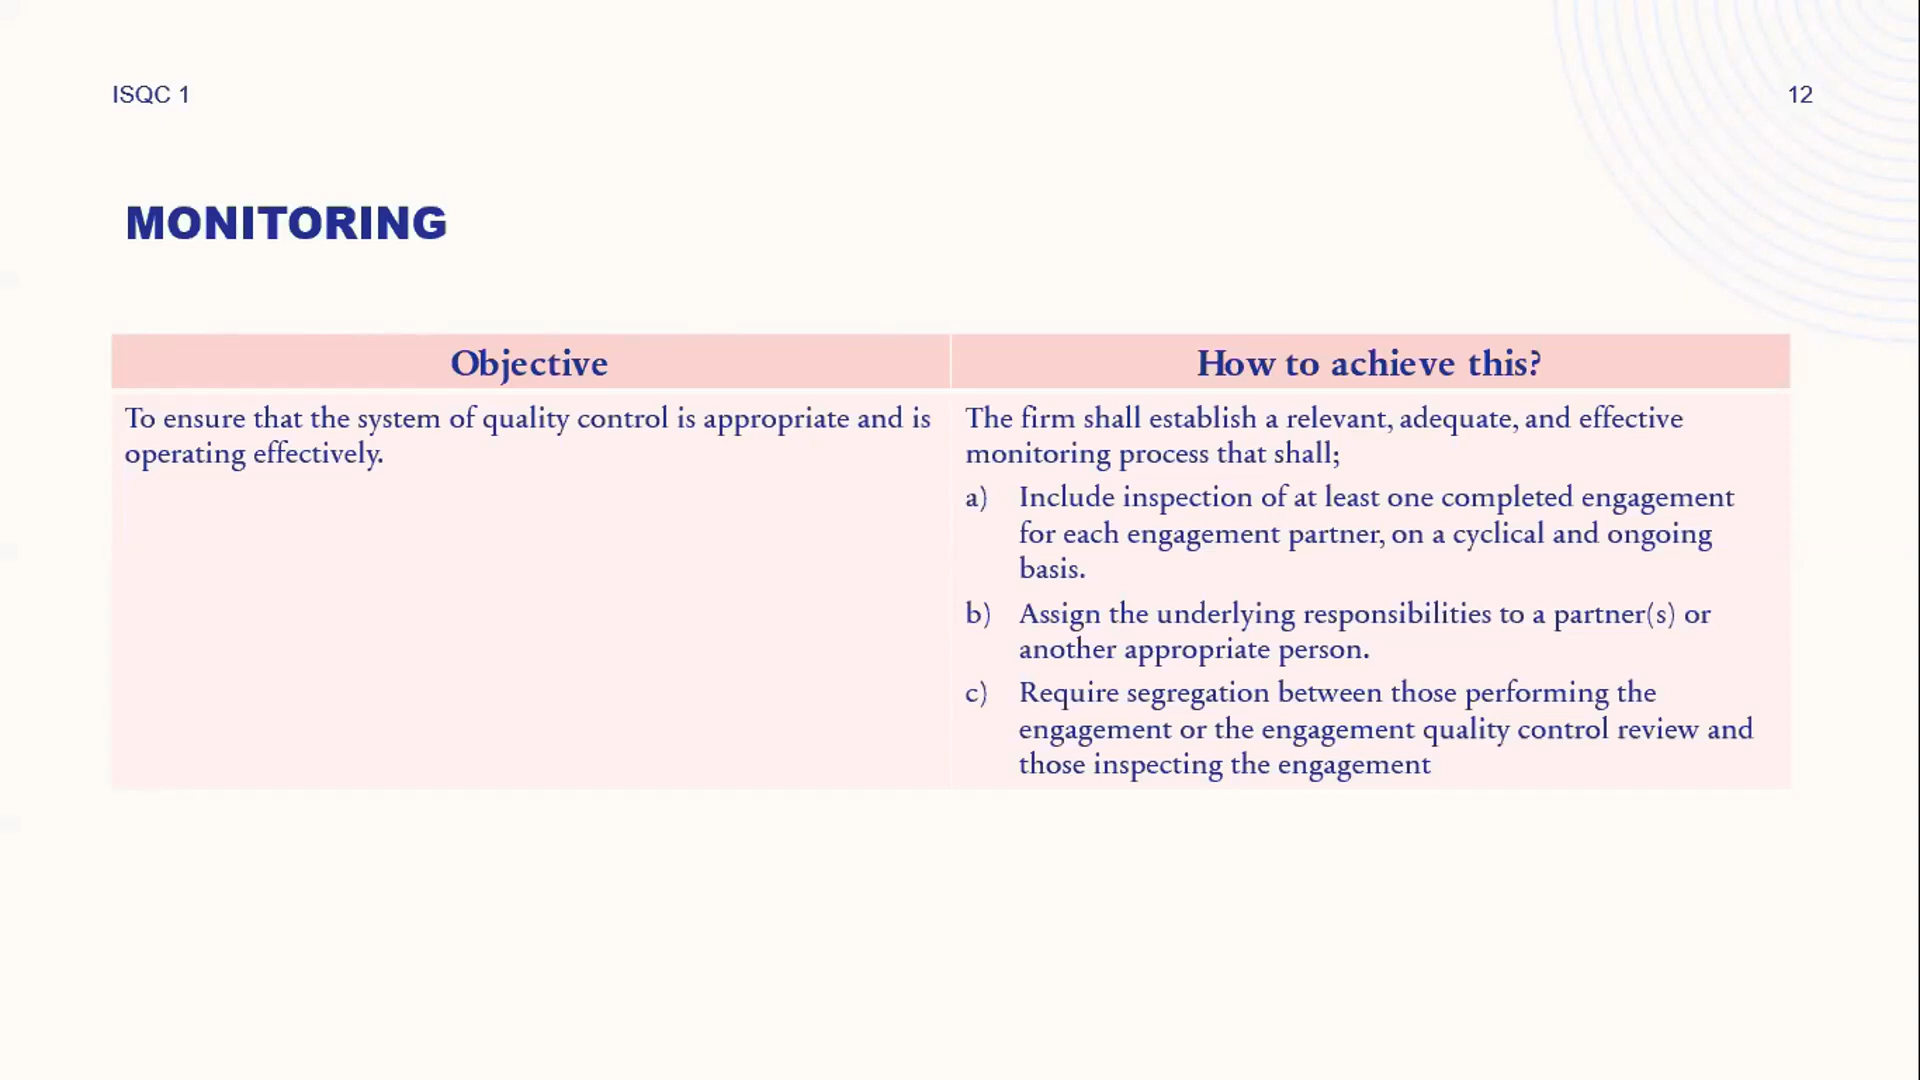 ISQC 1
12
MONITORING
Objective
How to achieve this?
To ensure that the system of quality control is appropriate and is
operating effectively.
The firm shall establish a relevant, adequate, and effective
monitoring process that shall;
a) Include inspection of at least one completed engagement
for each engagement partner, on a cyclical and ongoing
basis.
b) Assign the underlying responsibilities to a partner(s) or
another appropriate person.
c) Require segregation between those performing the
engagement or the engagement quality control review and
those inspecting the engagement